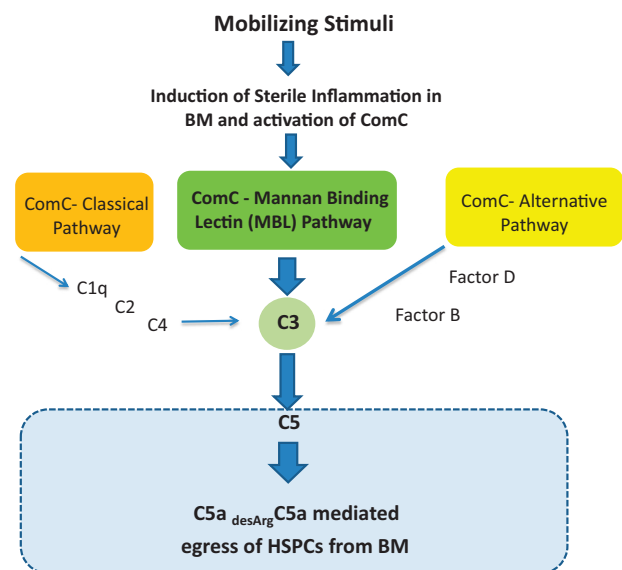 Mobilizing Stimuli
Induction of Sterile Inflammation in
BM and activation of ComC
ComC- Classical
Pathway
ComC - Mannan Binding
Lectin (MBL) Pathway
ComC- Alternative
Pathway
C1q
C2
C4
C3
Factor D
Factor B
C5
C5a desArgC5a mediated
egress of HSPCs from BM